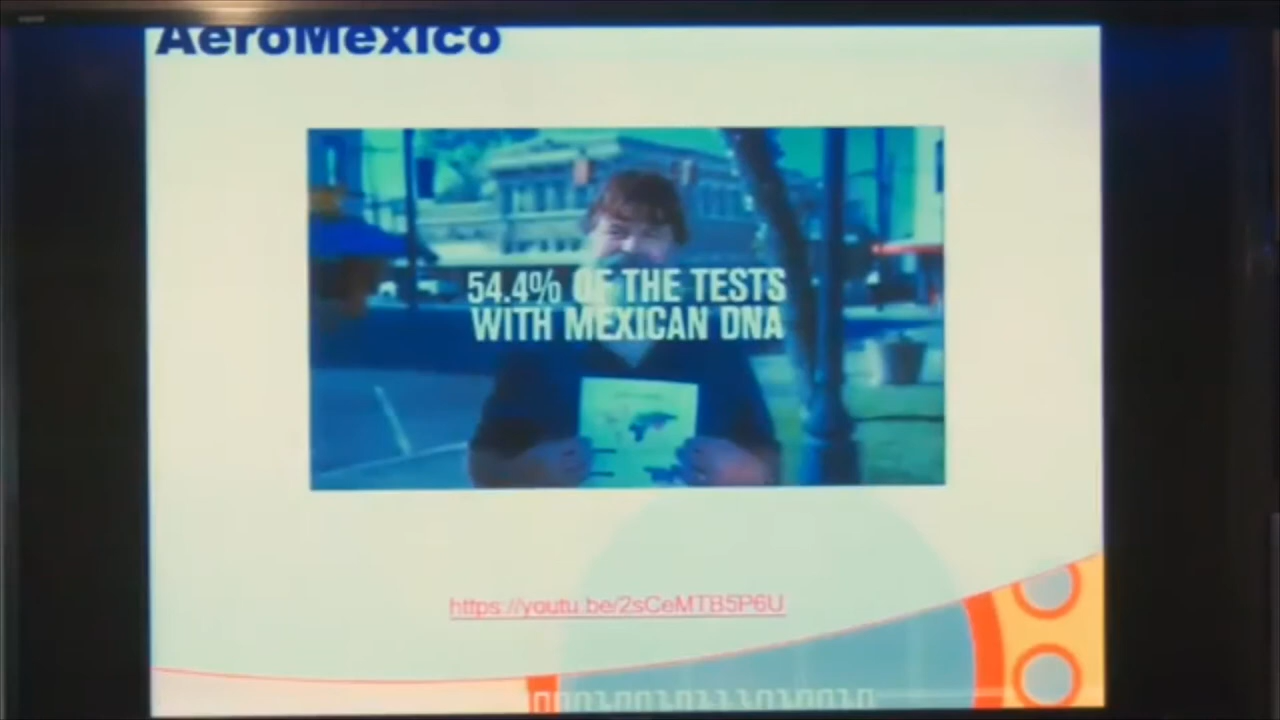 AeroMexico
54.4% OF THE TESTS
WITH MEXICAN DNA
https://youtu.be/2sCeMTB5P6U